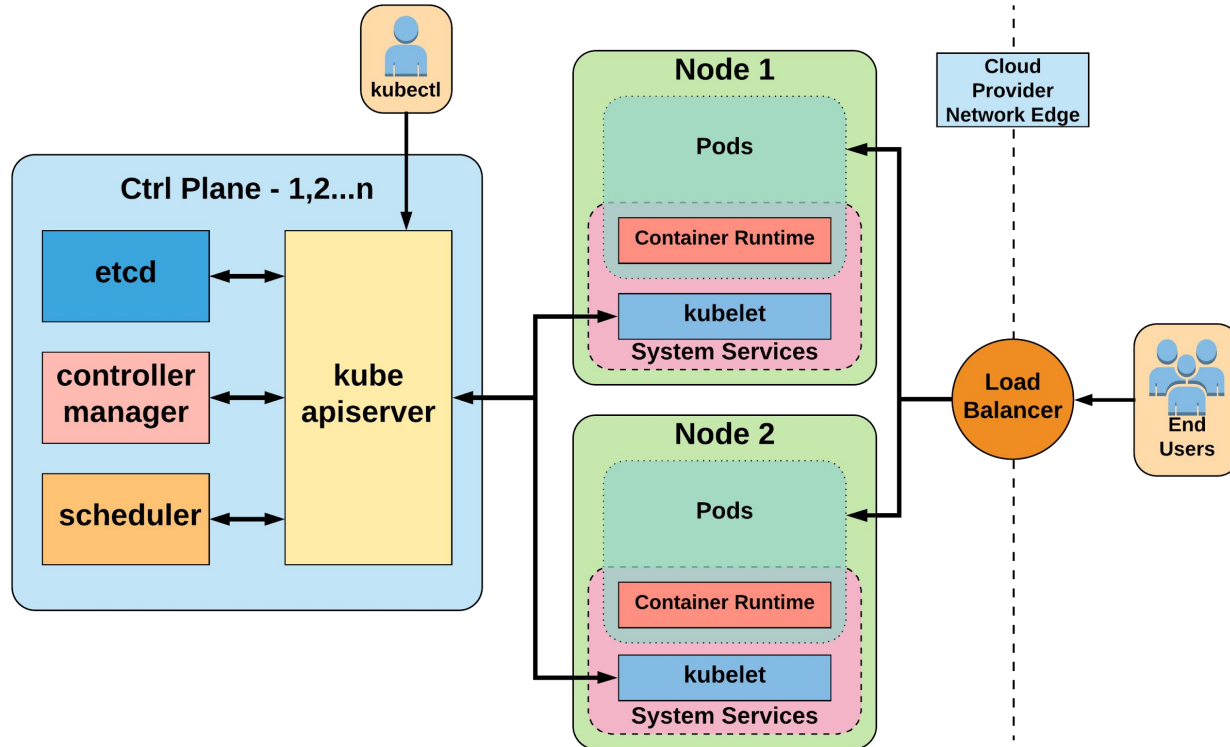 kubectl
Ctrl Plane - 1,2...n
etcd
controller
manager
scheduler
kube
apiserver
Node 1
Pods
Container Runtime
kubelet
System Services
Node 2
Pods
Container Runtime
kubelet
System Services
Cloud
Provider
Network Edge
Load
Balancer
End
Users